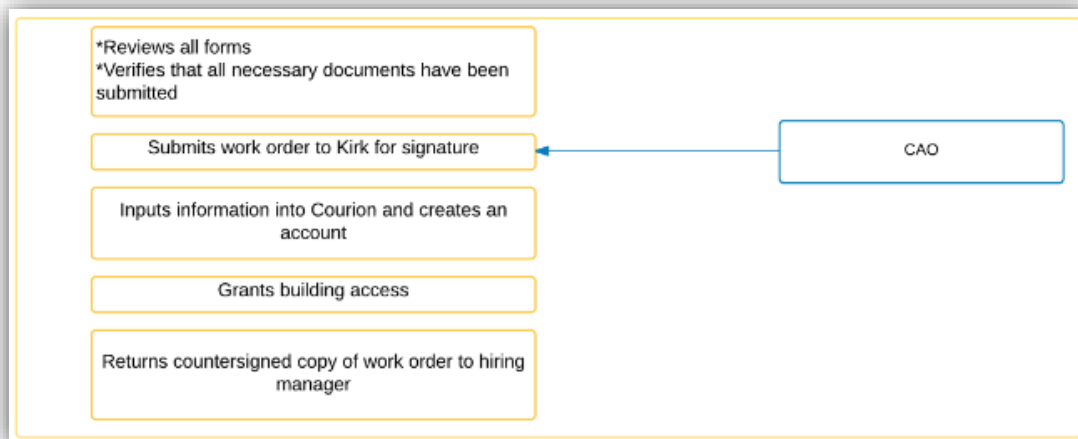 *Reviews all forms
*Verifies that all necessary documents have been
submitted
Submits work order to Kirk for signature
CAO
Inputs information into Courion and creates an
account
Grants building access
Returns countersigned copy of work order to hiring
manager